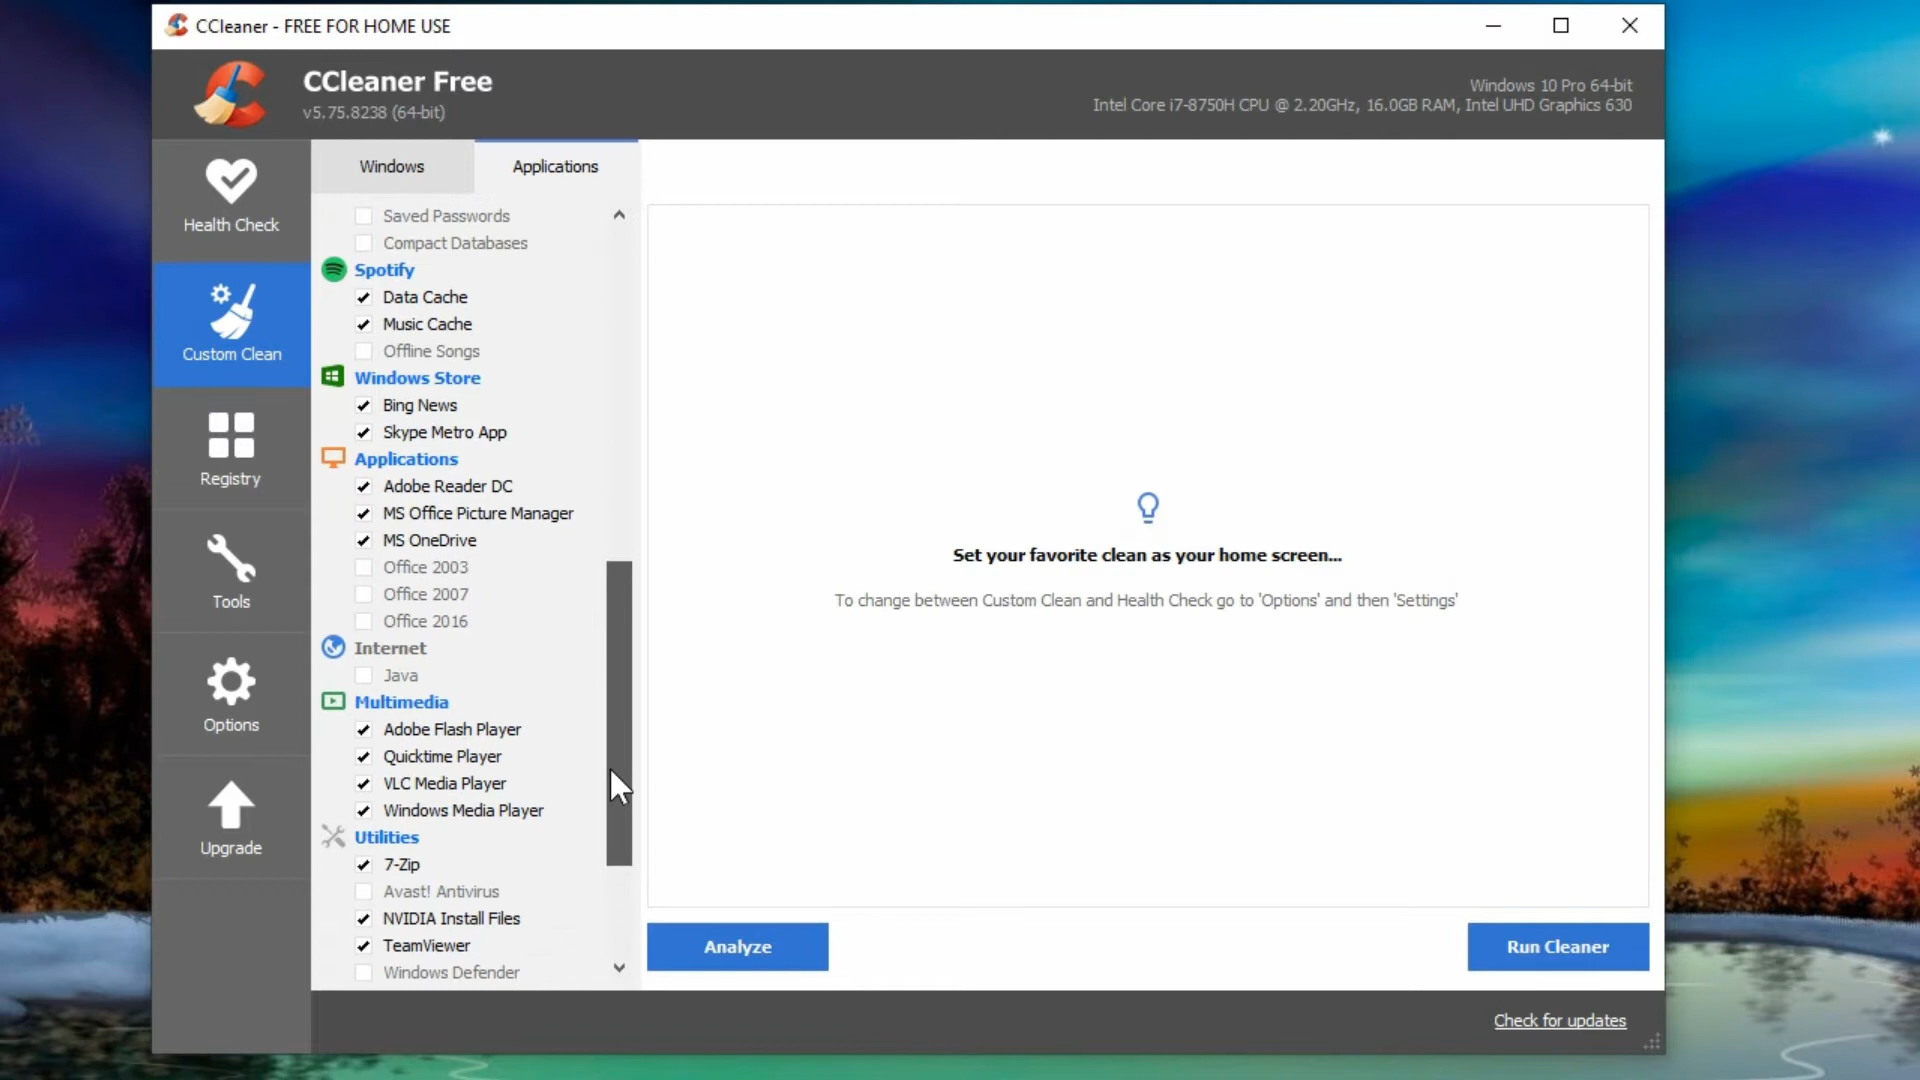 CCleaner - FREE FOR HOME USE
CCleaner Free
v5.75.8238 (64-bit)
Windows 10 Pro 64-bit
Intel Core i7-8750H CPU @ 2.20GHz, 16.0GB RAM, Intel UHD Graphics 630
Health Check
Custom Clean
Registry
Tools
Options
Upgrade
Windows
Applications
Saved Passwords
Compact Databases
Spotify
Data Cache
Music Cache
Offline Songs
Windows Store
Bing News
Skype Metro App
Applications
Adobe Reader DC
MS Office Picture Manager
MS OneDrive
Office 2003
Office 2007
Office 2016
Internet
Java
Multimedia
Adobe Flash Player
Quicktime Player
VLC Media Player
Windows Media Player
Utilities
7-Zip
Avast! Antivirus
NVIDIA Install Files
TeamViewer
Windows Defender
Set your favorite clean as your home screen...
To change between Custom Clean and Health Check go to 'Options' and then 'Settings'
Analyze
Run Cleaner
Check for updates